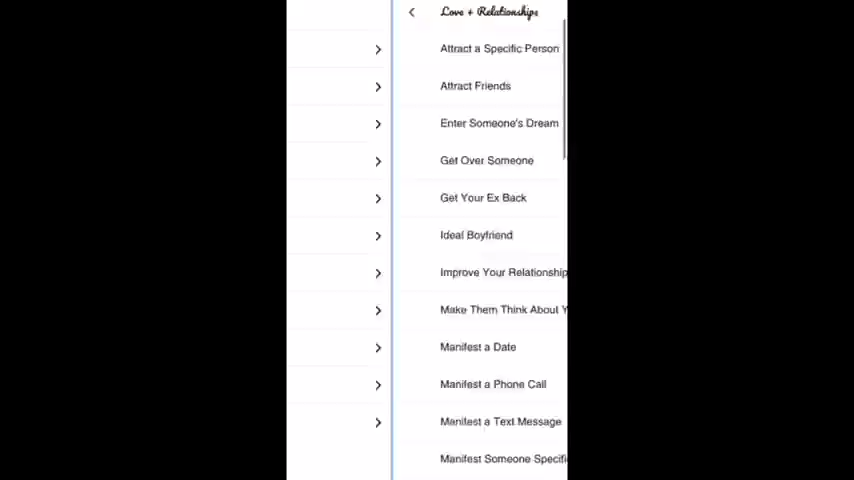 Love + Relationships
Attract a Specific Person
Attract Friends
Enter Someone's Dream
Get Over Someone
Get Your Ex Back
Ideal Boyfriend
Improve Your Relationship
Make Them Think About Y
Manifest a Date
Manifest a Phone Call
Manifest a Text Message
Manifest Someone Specifi